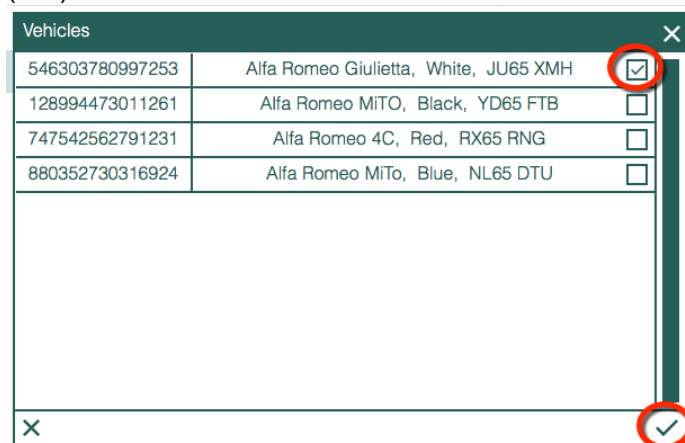 Vehicles
546303780997253 Alfa Romeo Giulietta, White, JU65 XMH
128994473011261 Alfa Romeo MiTO, Black, YD65 FTB
747542562791231 Alfa Romeo 4C, Red, RX65 RNG
880352730316924 Alfa Romeo MiTo, Blue, NL65 DTU